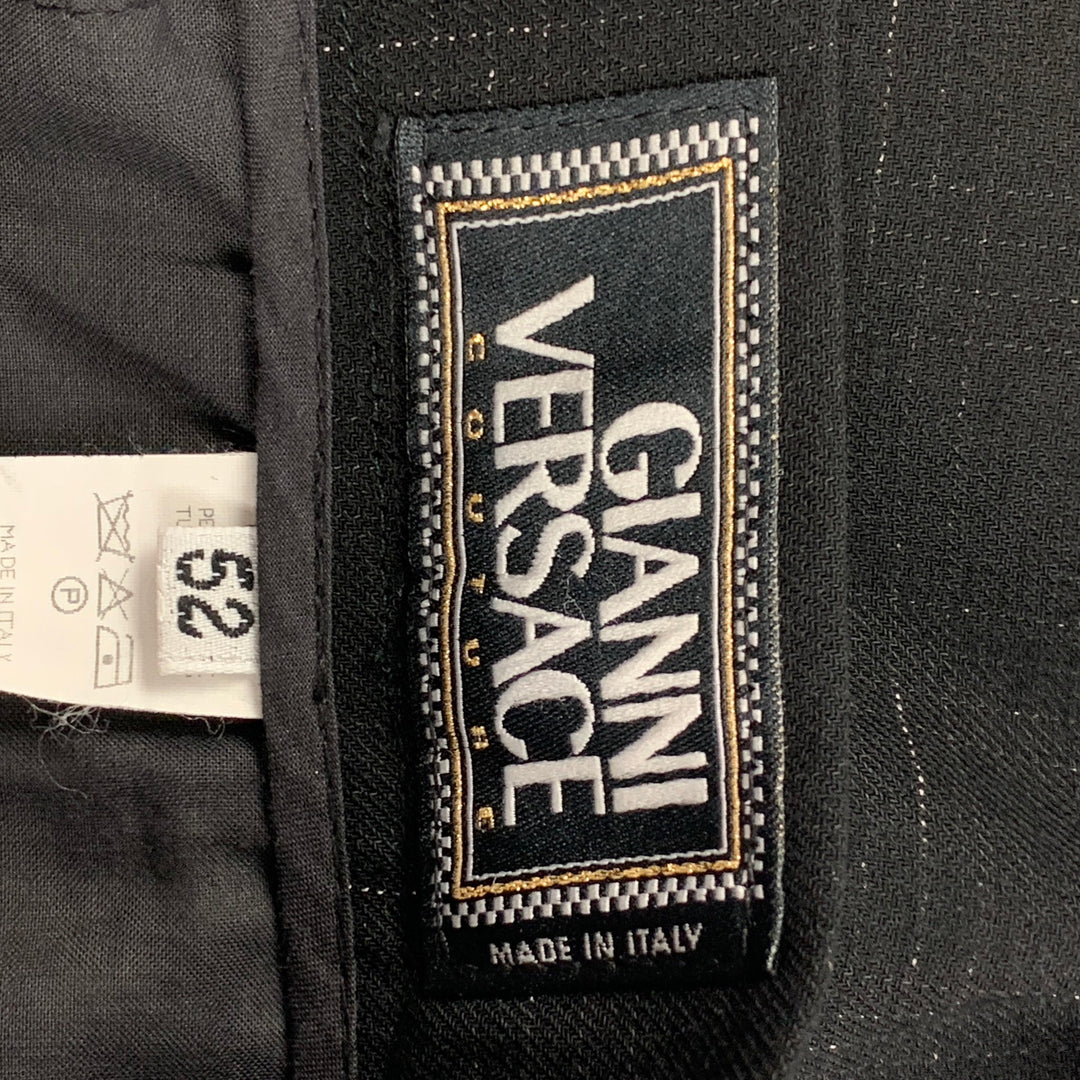 GIANNI
VERSACE
COUTURE
MADE IN ITALY
52
P
MADE IN ITALY